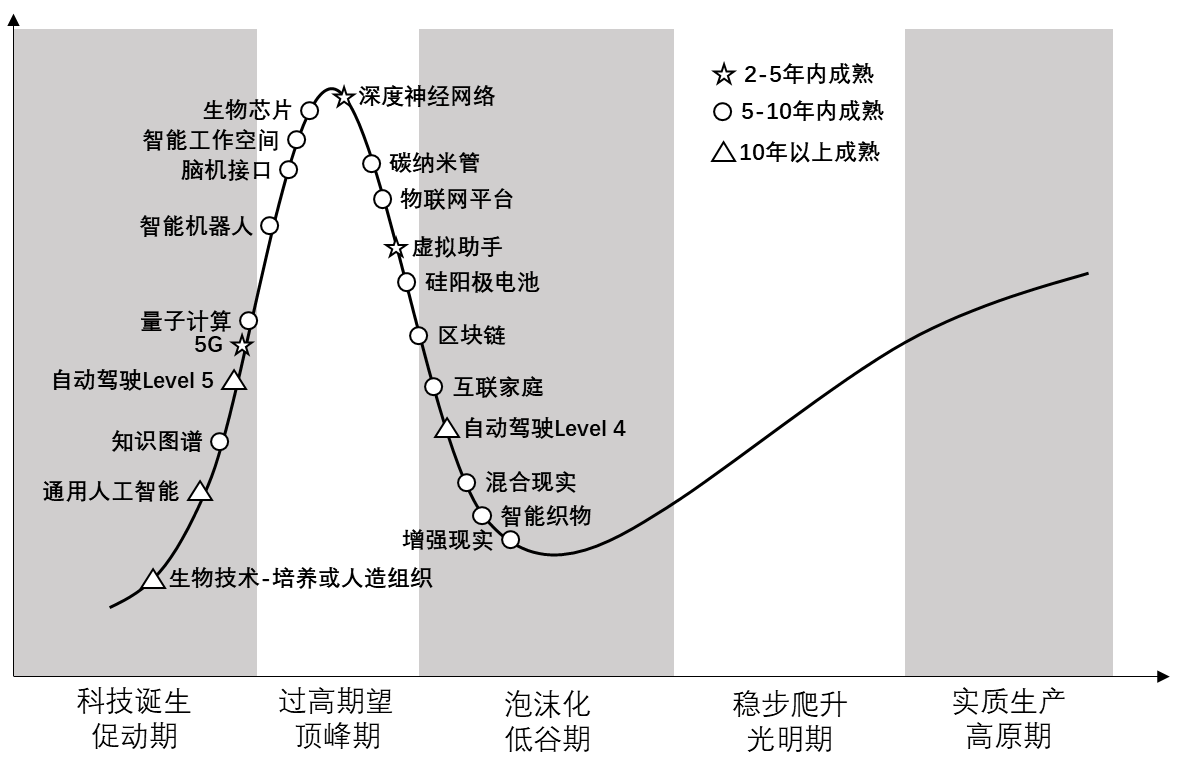 深度神经网络
生物芯片
智能工作空间
脑机接口
智能机器人
量子计算
5G
自动驾驶Level 5
知识图谱
通用人工智能
生物技术-培养或人造组织
碳纳米管
物联网平台
虚拟助手
硅阳极电池
区块链
互联家庭
自动驾驶Level 4
混合现实
智能织物
增强现实
2-5年内成熟
5-10年内成熟
10年以上成熟
科技诞生
促动期
过高期望
顶峰期
泡沫化
低谷期
稳步爬升
光明期
实质生产
高原期